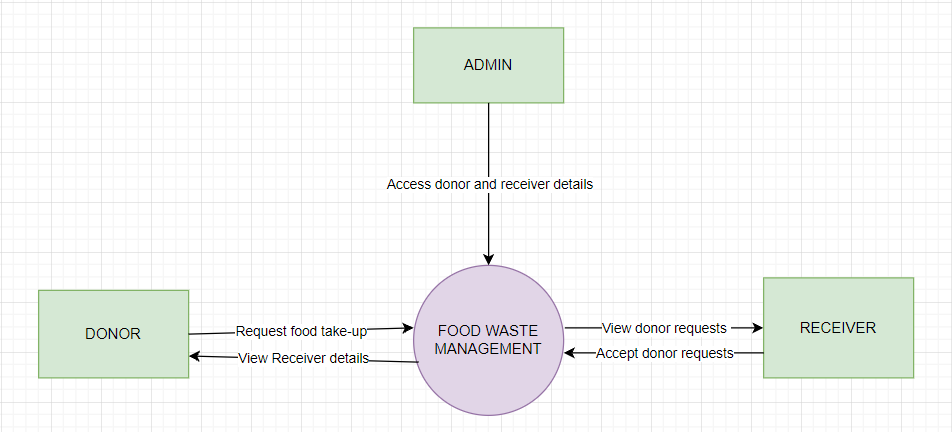 ADMIN
Access donor and receiver details
DONOR
Request food take-up
View Receiver details
FOOD WASTE
MANAGEMENT
View donor requests
Accept donor requests
RECEIVER